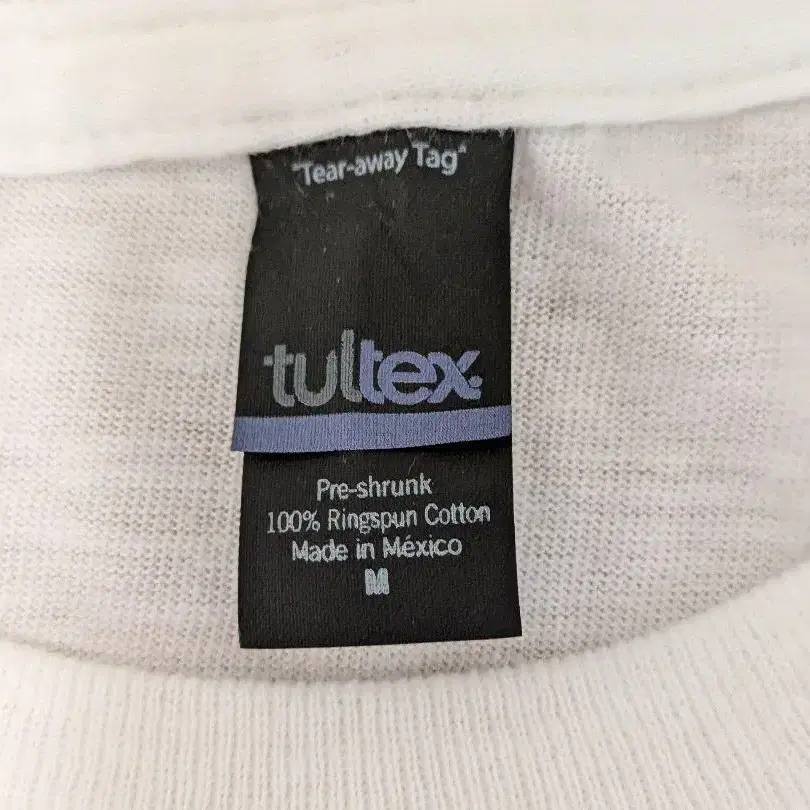 "Tear-away Tag"
tultex
Pre-shrunk
100% Ringspun Cotton
Made in México
M